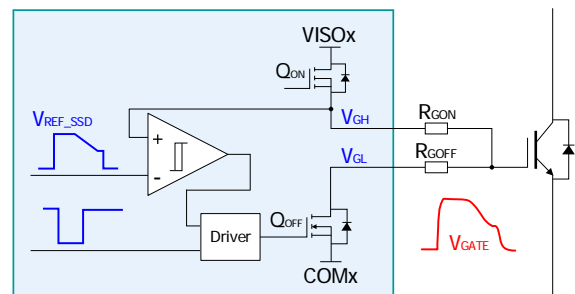 VISOx
QON
VREF_SSD
VGH
RGON
+
-
VGL
RGOFF
QOFF
Driver
COMx
VGATE